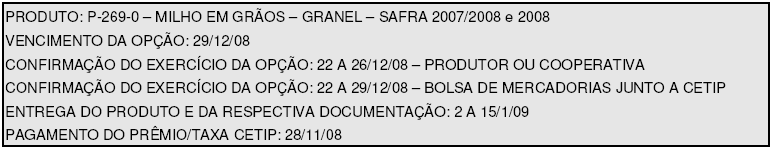 PRODUTO: P-269-0 – MILHO EM GRÃOS – GRANEL – SAFRA 2007/2008 e 2008
VENCIMENTO DA OPÇÃO: 29/12/08
CONFIRMAÇÃO DO EXERCÍCIO DA OPÇÃO: 22 A 26/12/08 – PRODUTOR OU COOPERATIVA
CONFIRMAÇÃO DO EXERCÍCIO DA OPÇÃO: 22 A 29/12/08 – BOLSA DE MERCADORIAS JUNTO A CETIP
ENTREGA DO PRODUTO E DA RESPECTIVA DOCUMENTAÇÃO: 2 A 15/1/09
PAGAMENTO DO PRÊMIO/TAXA CETIP: 28/11/08